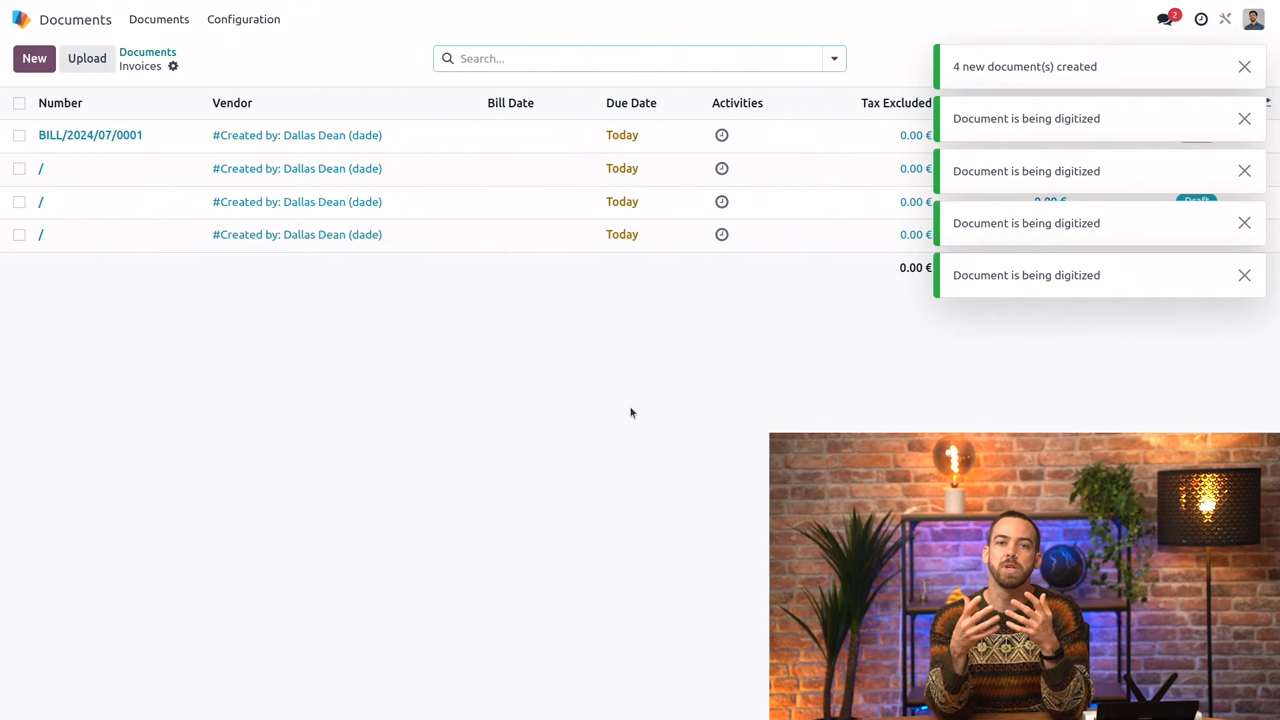 Documents Documents Configuration 2
New Upload Documents
Invoices
Search...
4 new document(s) created
Number Vendor Bill Date Due Date Activities Tax Excluded
BILL/2024/07/0001 #Created by: Dallas Dean (dade) Today 0.00 €
Document is being digitized
/ #Created by: Dallas Dean (dade) Today 0.00 €
Document is being digitized
/ #Created by: Dallas Dean (dade) Today 0.00 € 0.00 € Draft
Document is being digitized
/ #Created by: Dallas Dean (dade) Today 0.00 €
0.00 €
Document is being digitized